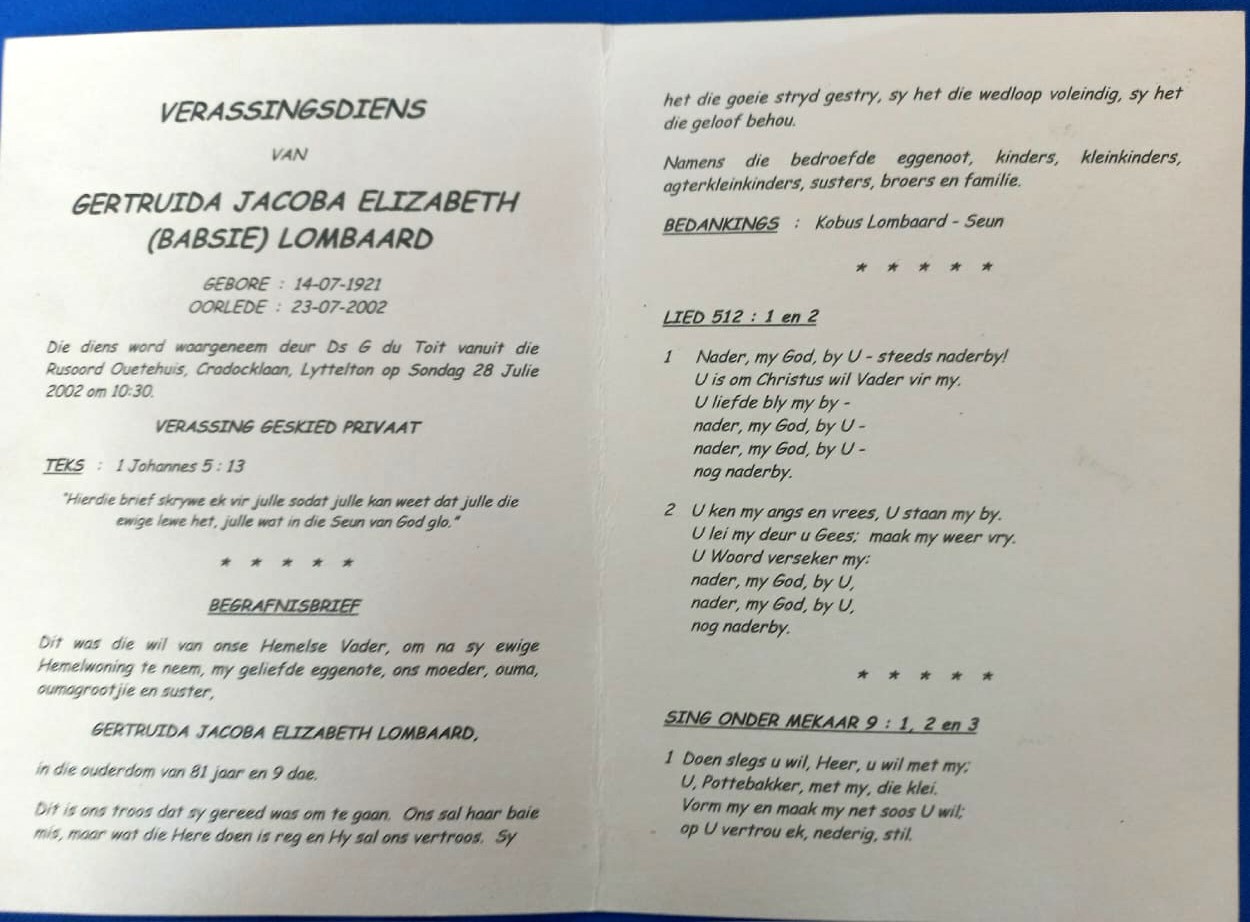 VERASSINGSDIENS
VAN
GERTRUIDA JACOBA ELIZABETH
(BABSIE) LOMBAARD
GEBORE : 14-07-1921
OORLEDE : 23-07-2002
Die diens word waargeneem deur Ds G du Toit vanuit die
Rusoord Ouetehuis, Cradocklaan, Lyttelton op Sondag 28 Julie
2002 om 10:30.
VERASSING GESKIED PRIVAAT
TEKS : 1 Johannes 5 : 13
"Hierdie brief skrywe ek vir julle sodat julle kan weet dat julle die
ewige lewe het, julle wat in die Seun van God glo."
* * * * *
BEGRAFNISBRIEF
Dit was die wil van onse Hemelse Vader, om na sy ewige
Hemelwoning te neem, my geliefde eggenote, ons moeder, ouma,
oumagrootjie en suster,
GERTRUIDA JACOBA ELIZABETH LOMBAARD,
in die ouderdom van 81 jaar en 9 dae.
Dit is ons troos dat sy gereed was om te gaan. Ons sal haar baie
mis, maar wat die Here doen is reg en Hy sal ons vertroos. Sy
het die goeie stryd gestry, sy het die wedloop voleindig, sy het
die geloof behou.
Namens die bedroefde eggenoot, kinders, kleinkinders,
agterkleinkinders, susters, broers en familie.
BEDANKINGS : Kobus Lombaard - Seun
* * * * *
LIED 512 : 1 en 2
1 Nader, my God, by U - steeds naderby!
U is om Christus wil Vader vir my.
U liefde bly my by -
nader, my God, by U -
nader, my God, by U -
nog naderby.
2 U ken my angs en vrees, U staan my by.
U lei my deur u Gees; maak my weer vry.
U Woord verseker my:
nader, my God, by U,
nader, my God, by U,
nog naderby.
* * * * *
SING ONDER MEKAAR 9 : 1, 2 en 3
1 Doen slegs u wil, Heer, u wil met my;
U, Pottebakker, met my, die klei.
Vorm my en maak my net soos U wil;
op U vertrou ek, nederig, stil.